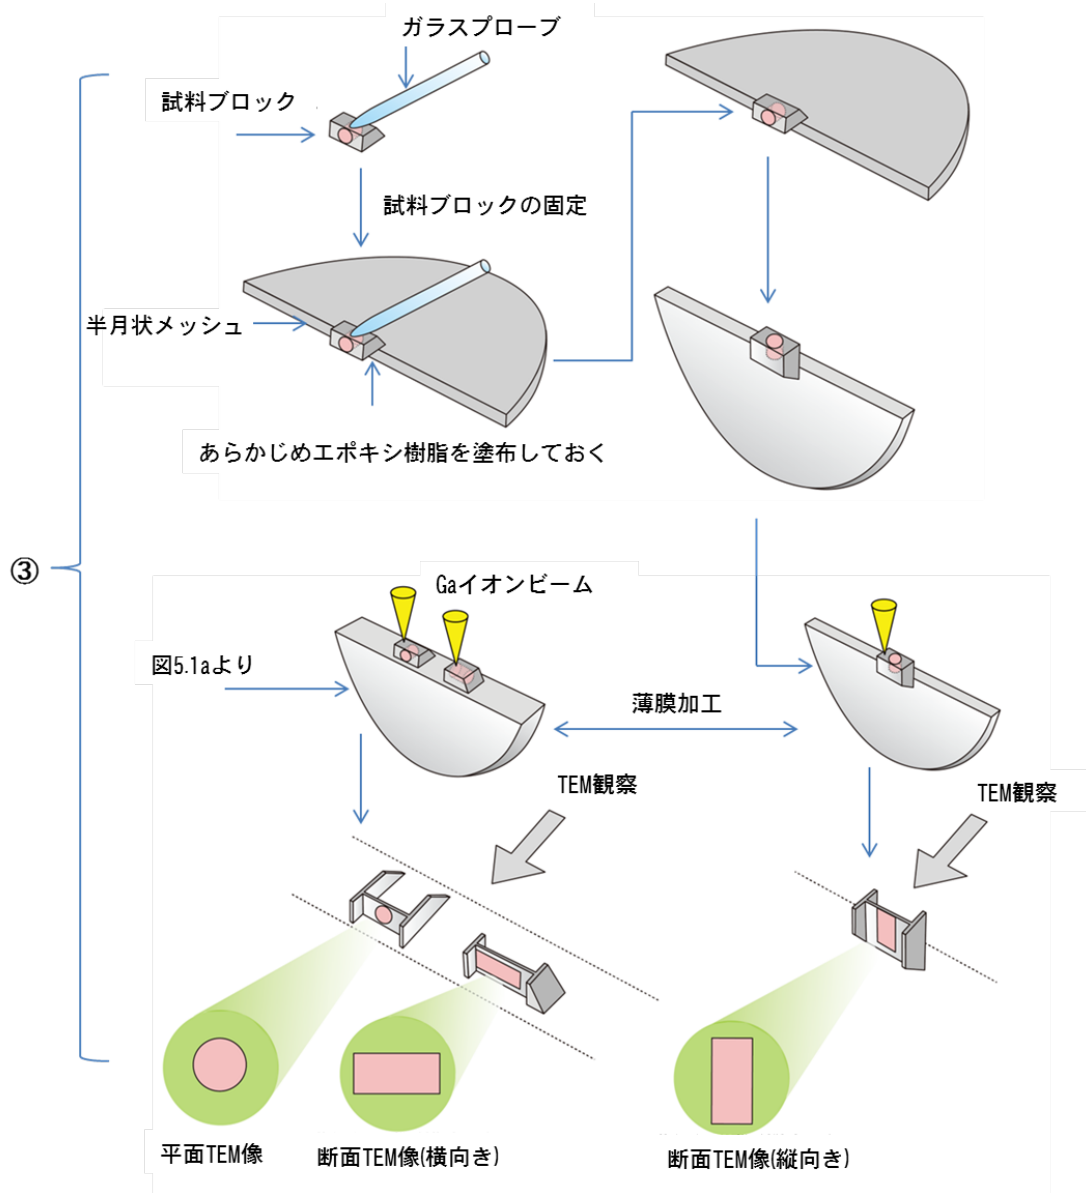 ガラスプローブ
試料ブロック
試料ブロックの固定
半月状メッシュ
あらかじめエポキシ樹脂を塗布しておく
③
Gaイオンビーム
図5.1aより
薄膜加工
TEM観察
TEM観察
平面TEM像
断面TEM像(横向き)
断面TEM像(縦向き)